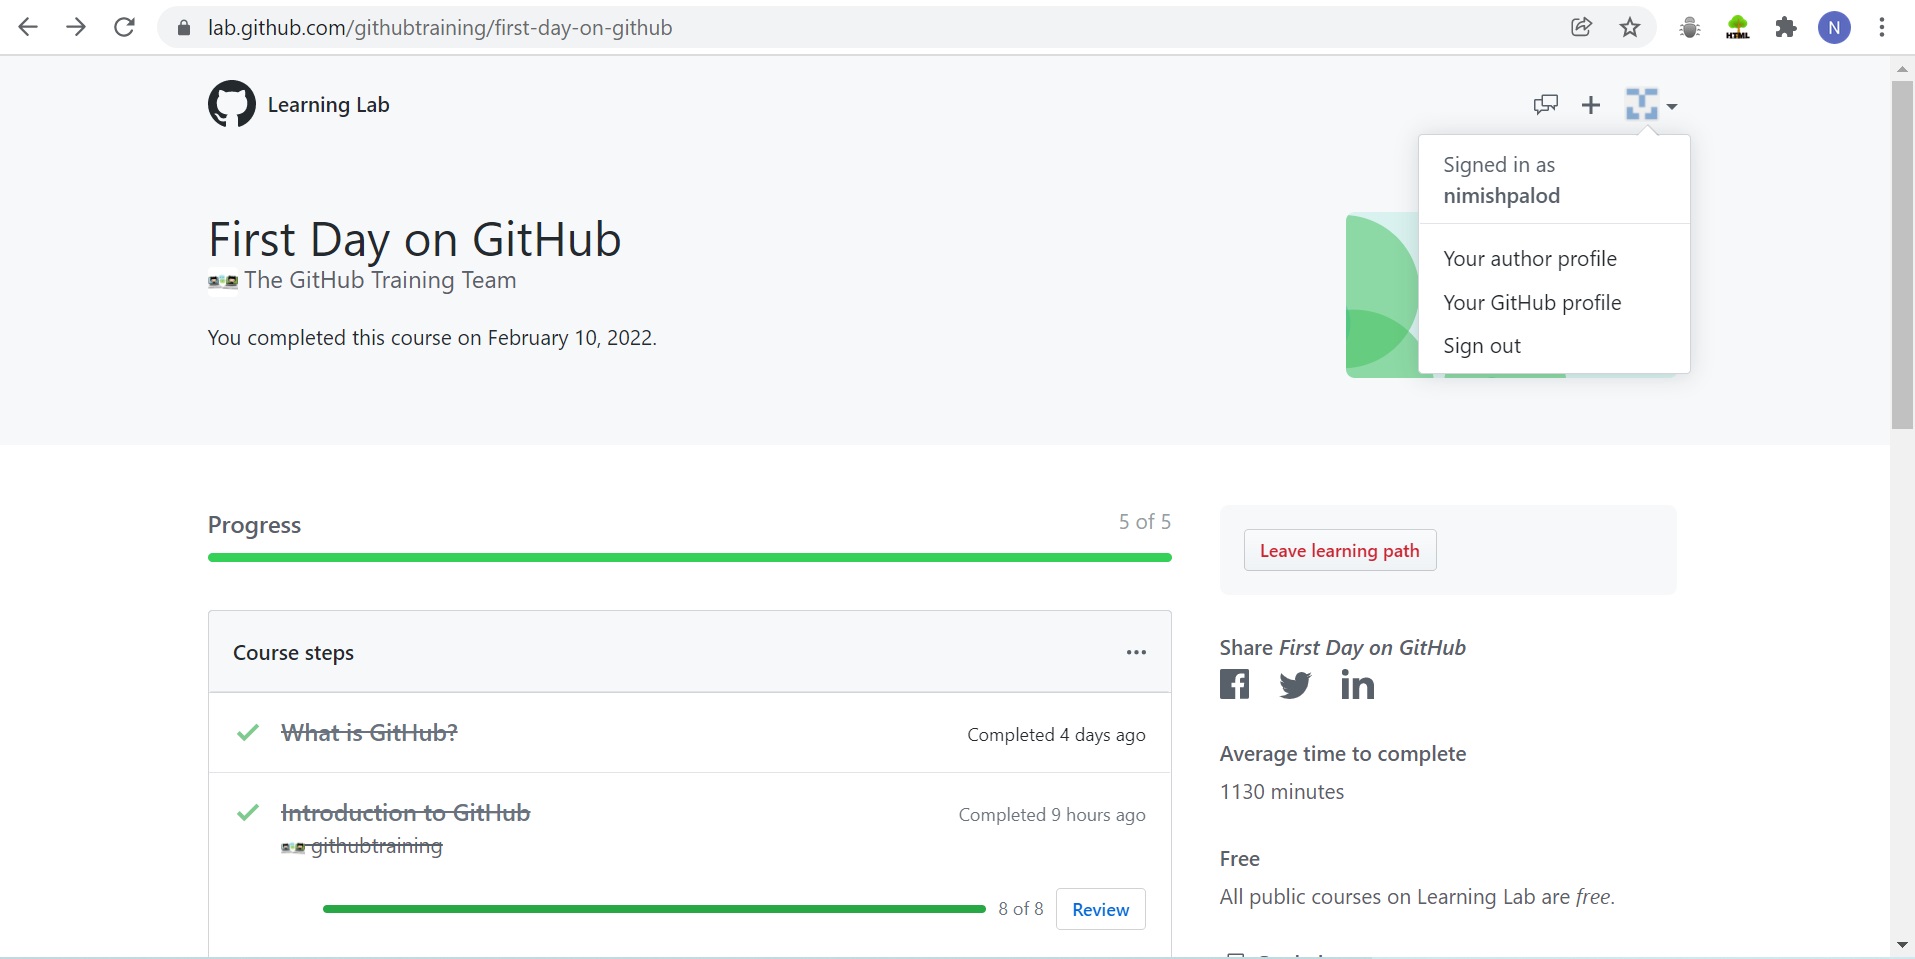 lab.github.com/githubtraining/first-day-on-github
HTML
N
Learning Lab
Signed in as
nimishpalod
Your author profile
Your GitHub profile
Sign out
First Day on GitHub
The GitHub Training Team
You completed this course on February 10, 2022.
Progress
5 of 5
Leave learning path
Course steps
What is GitHub?
Completed 4 days ago
Introduction to GitHub
Completed 9 hours ago
githubtraining
8 of 8
Review
Share First Day on GitHub
Average time to complete
1130 minutes
Free
All public courses on Learning Lab are free.